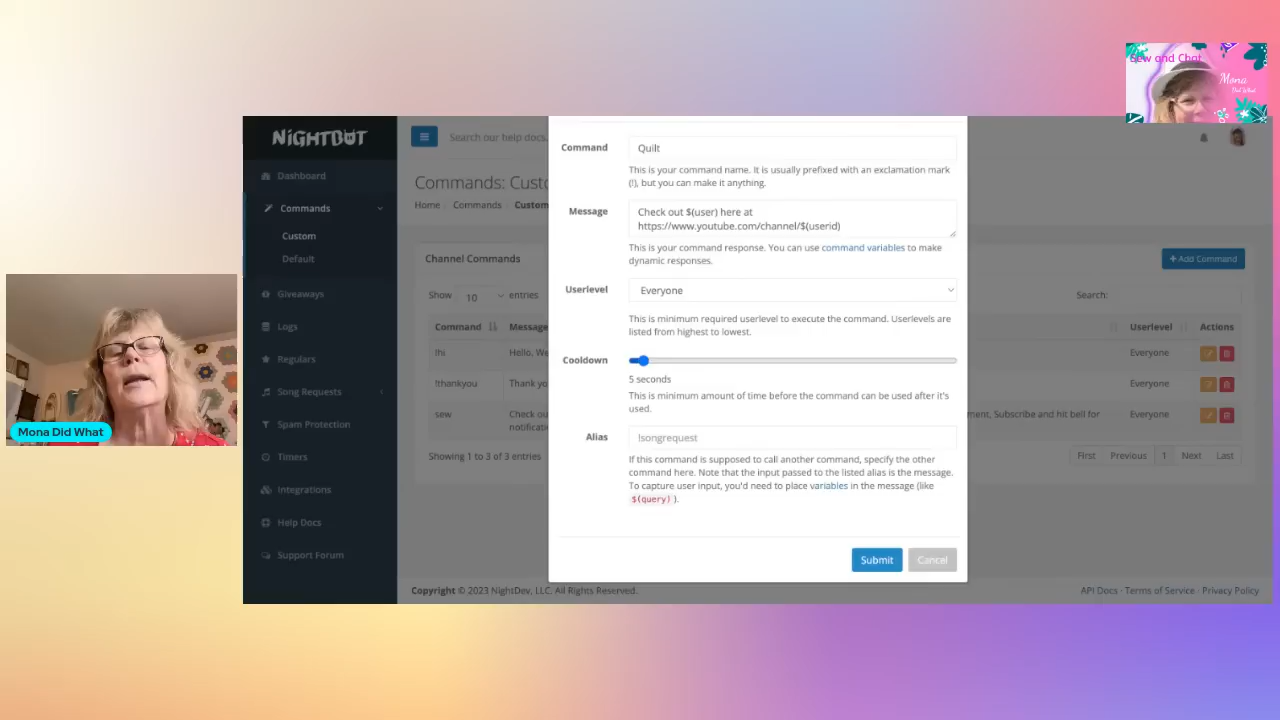 Sew and Chat
Mona
Did What
NiGHTBOT
Search our help docs,
Dashboard
Commands
Custom
Default
Giveaways
Logs
Regulars
Song Requests
Spam Protection
Timers
Integrations
Help Docs
Support Forum
Commands: Custo
Home Commands Custom
Channel Commands
+ Add Command
Show 10 entries
Search:
Command Message Userlevel Actions
!hi Hello, We Everyone
!thankyou Thank yo Everyone
sew Check ou ment, Subscribe and hit bell for Everyone
notificatio
Showing 1 to 3 of 3 entries
First Previous 1 Next Last
Command Quilt
This is your command name. It is usually prefixed with an exclamation mark
(!), but you can make it anything.
Message Check out $(user) here at
https://www.youtube.com/channel/$(userid)
This is your command response. You can use command variables to make
dynamic responses.
Userlevel Everyone
This is minimum required userlevel to execute the command. Userlevels are
listed from highest to lowest.
Cooldown
5 seconds
This is minimum amount of time before the command can be used after it's
used.
Alias !songrequest
If this command is supposed to call another command, specify the other
command here. Note that the input passed to the listed alias is the message.
To capture user input, you'd need to place variables in the message (like
$(query) ).
Submit Cancel
Copyright © 2023 NightDev, LLC. All Rights Reserved.
API Docs · Terms of Service · Privacy Policy
Mona Did What